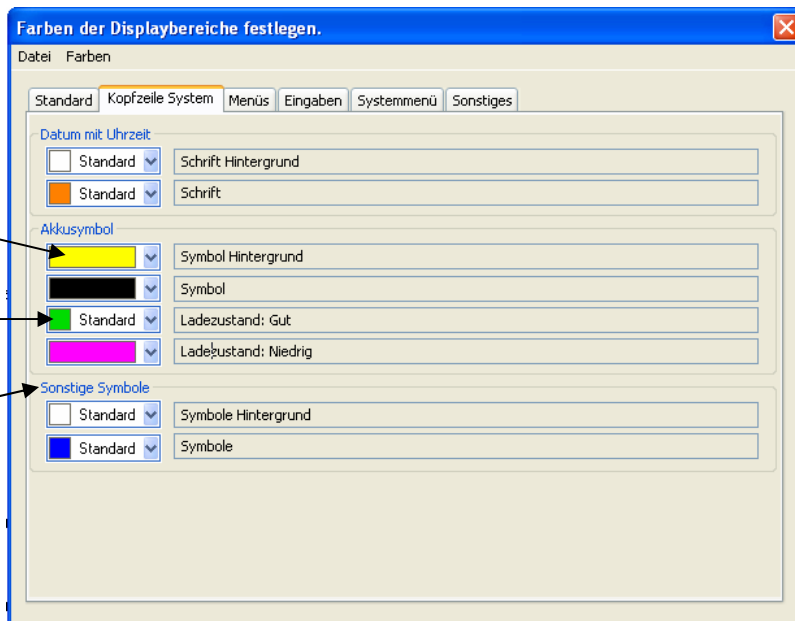 Farben der Displaybereiche festlegen.
Datei Farben
Standard Kopfzeile System Menüs Eingaben Systemmenü Sonstiges
Datum mit Uhrzeit
Standard Schrift Hintergrund
Standard Schrift
Akkusymbol
Symbol Hintergrund
Symbol
Standard Ladezustand: Gut
Ladezustand: Niedrig
Sonstige Symbole
Standard Symbole Hintergrund
Standard Symbole